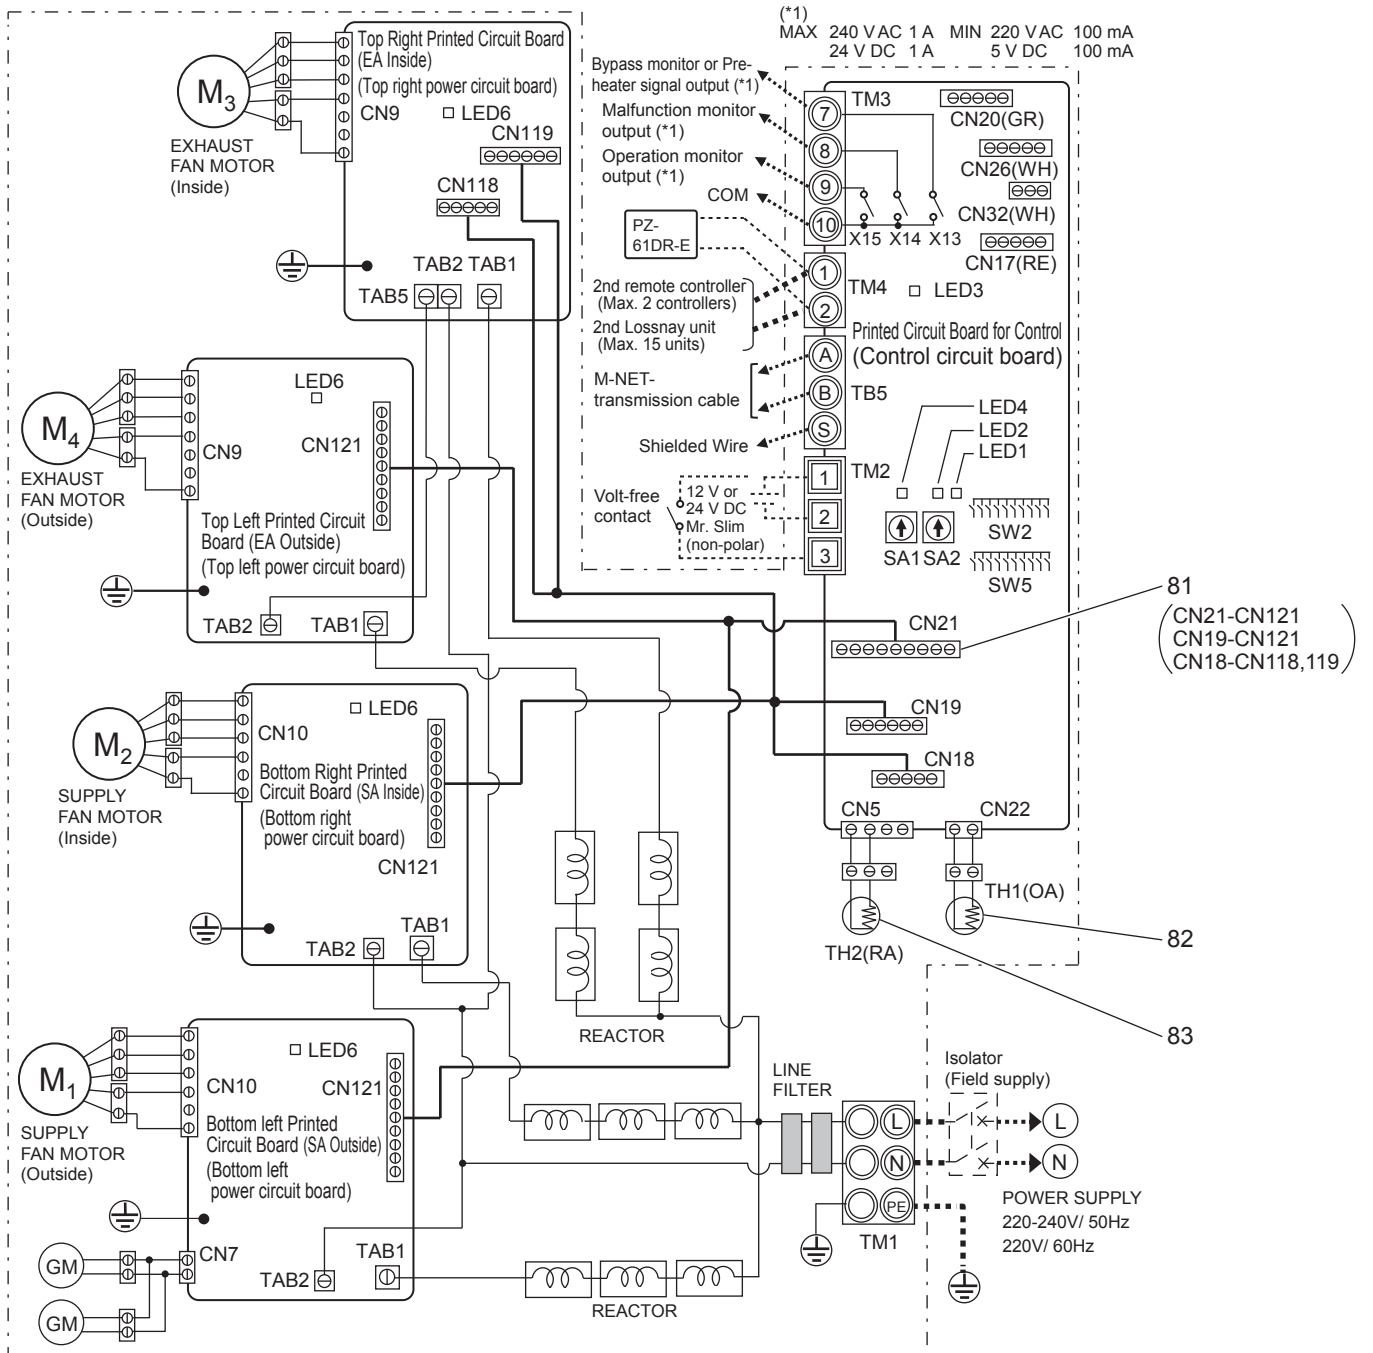 (*1)
MAX 240 V AC 1 A MIN 220 V AC 100 mA
24 V DC 1 A 5 V DC 100 mA
Top Right Printed Circuit Board
(EA Inside)
(Top right power circuit board)
M3
CN9
LED6
CN119
CN118
EXHAUST
FAN MOTOR
(Inside)
TAB2 TAB1
TAB5
Bypass monitor or Pre-
heater signal output (*1)
Malfunction monitor
output (*1)
Operation monitor
output (*1)
COM
PZ-
61DR-E
2nd remote controller
(Max. 2 controllers)
2nd Lossnay unit
(Max. 15 units)
M-NET-
transmission cable
Shielded Wire
Volt-free
contact
12 V or
24 V DC
Mr. Slim
(non-polar)
7
8
9
10
TM3
X15 X14 X13
CN20(GR)
CN26(WH)
CN32(WH)
CN17(RE)
1
2
TM4
LED3
Printed Circuit Board for Control
(Control circuit board)
A
B
S
TB5
1
2
3
TM2
LED4
LED2
LED1
SA1 SA2
SW2
SW5
CN21
CN19
CN18
CN5
CN22
TH1(OA)
TH2(RA)
81
CN21-CN121
CN19-CN121
CN18-CN118,119
82
83
M4
EXHAUST
FAN MOTOR
(Outside)
LED6
CN9
CN121
Top Left Printed Circuit
Board (EA Outside)
(Top left power circuit board)
TAB2
TAB1
M2
SUPPLY
FAN MOTOR
(Inside)
LED6
CN10
Bottom Right Printed
Circuit Board (SA Inside)
(Bottom right
power circuit board)
CN121
TAB2
TAB1
REACTOR
M1
SUPPLY
FAN MOTOR
(Outside)
LED6
CN10
CN121
Bottom left Printed
Circuit Board (SA Outside)
(Bottom left
power circuit board)
CN7
GM
GM
TAB2
TAB1
REACTOR
LINE
FILTER
L
N
PE
TM1
Isolator
(Field supply)
L
N
POWER SUPPLY
220-240V/ 50Hz
220V/ 60Hz